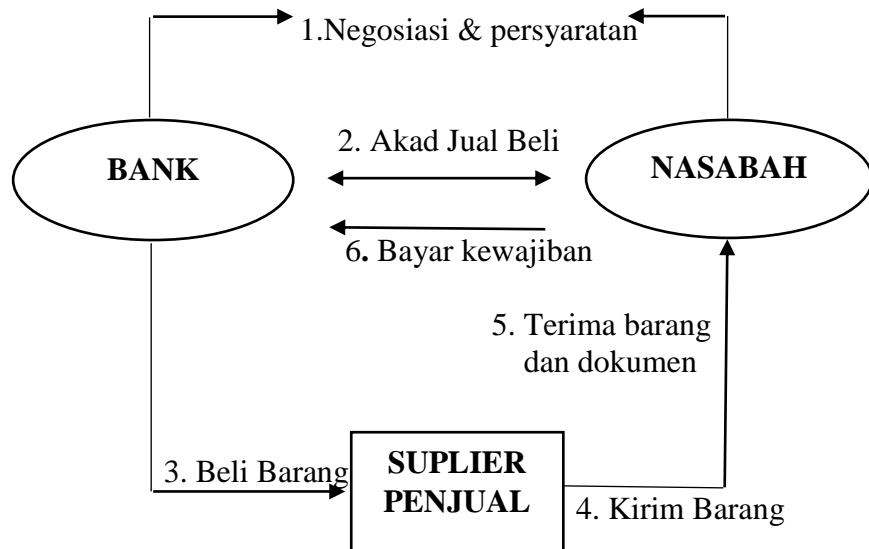 1.Negosiasi & persyaratan
BANK
2. Akad Jual Beli
NASABAH
6. Bayar kewajiban
5. Terima barang
dan dokumen
3. Beli Barang
SUPLIER
PENJUAL
4. Kirim Barang